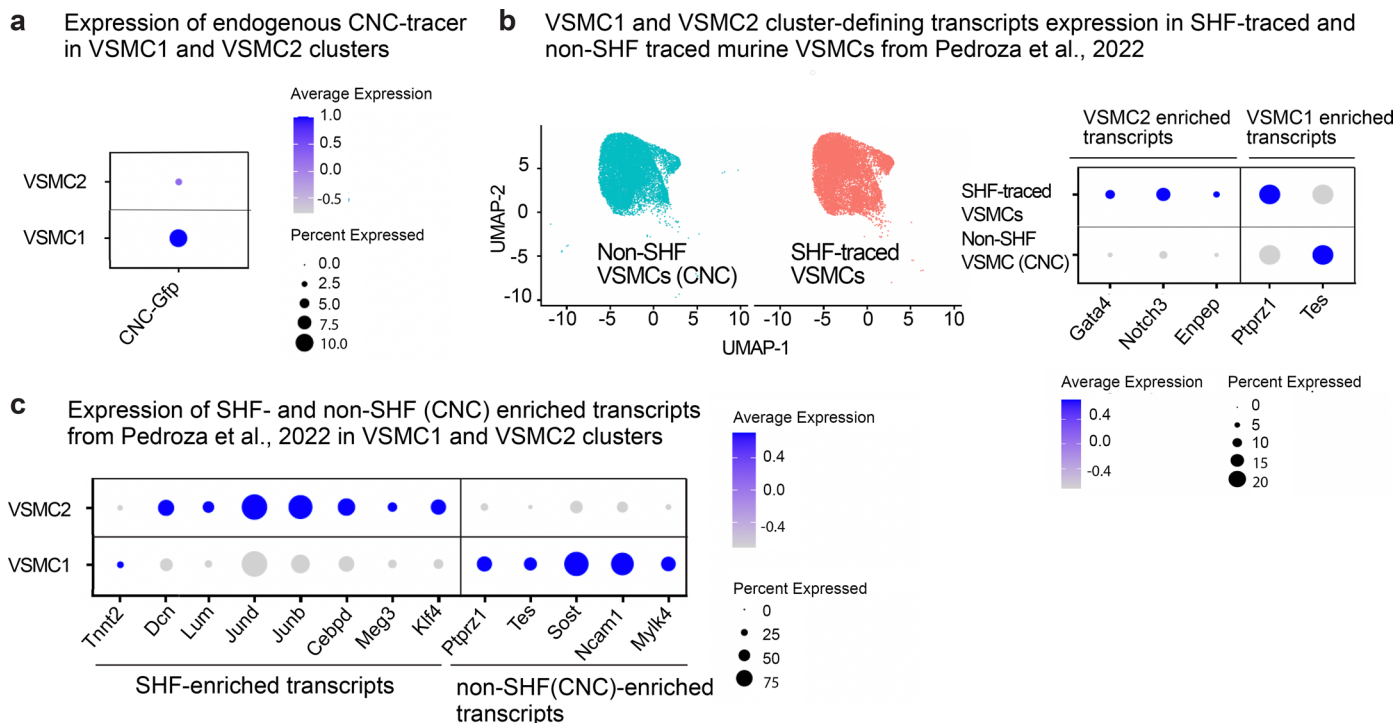 a Expression of endogenous CNC-tracer
in VSMC1 and VSMC2 clusters
Average Expression
1.0
0.5
0.0
-0.5
VSMC2
VSMC1
CNC-Gfp
Percent Expressed
0.0
2.5
5.0
7.5
10.0
b VSMC1 and VSMC2 cluster-defining transcripts expression in SHF-traced and
non-SHF traced murine VSMCs from Pedroza et al., 2022
UMAP-2
5
0
-5
-10
Non-SHF
VSMCs (CNC)
SHF-traced
VSMCs
-10 -5 0 5 10 -10 -5 0 5 10
UMAP-1
VSMC2 enriched
transcripts
VSMC1 enriched
transcripts
SHF-traced
VSMCs
Non-SHF
VSMC (CNC)
Gata4 Notch3 Enpep Ptprz1 Tes
Average Expression
0.4
0.0
-0.4
Percent Expressed
0
5
10
15
20
c Expression of SHF- and non-SHF (CNC) enriched transcripts
from Pedroza et al., 2022 in VSMC1 and VSMC2 clusters
VSMC2
VSMC1
Tnnt2 Dcn Lum Jund Junb Cebpd Meg3 Klf4 Ptprz1 Tes Sost Ncam1 Mylk4
SHF-enriched transcripts
non-SHF(CNC)-enriched
transcripts
Average Expression
0.4
0.0
-0.4
Percent Expressed
0
25
50
75